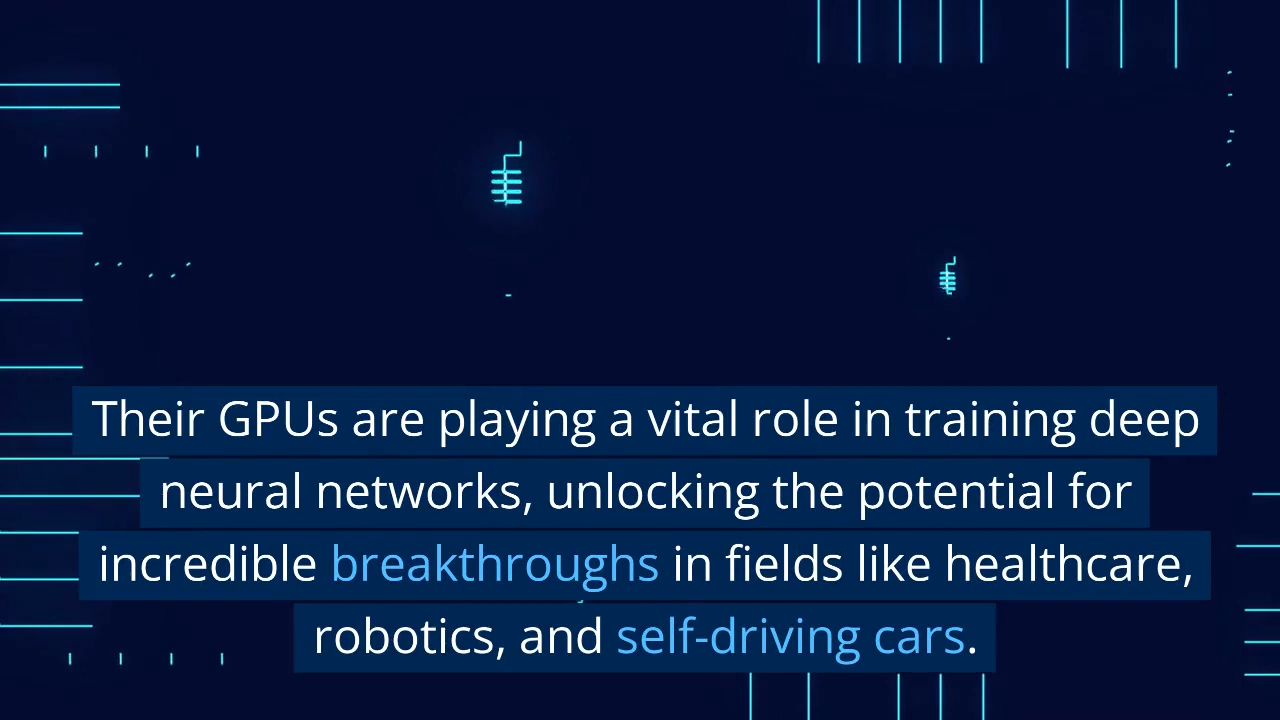 Their GPUs are playing a vital role in training deep
neural networks, unlocking the potential for
incredible breakthroughs in fields like healthcare,
robotics, and self-driving cars.